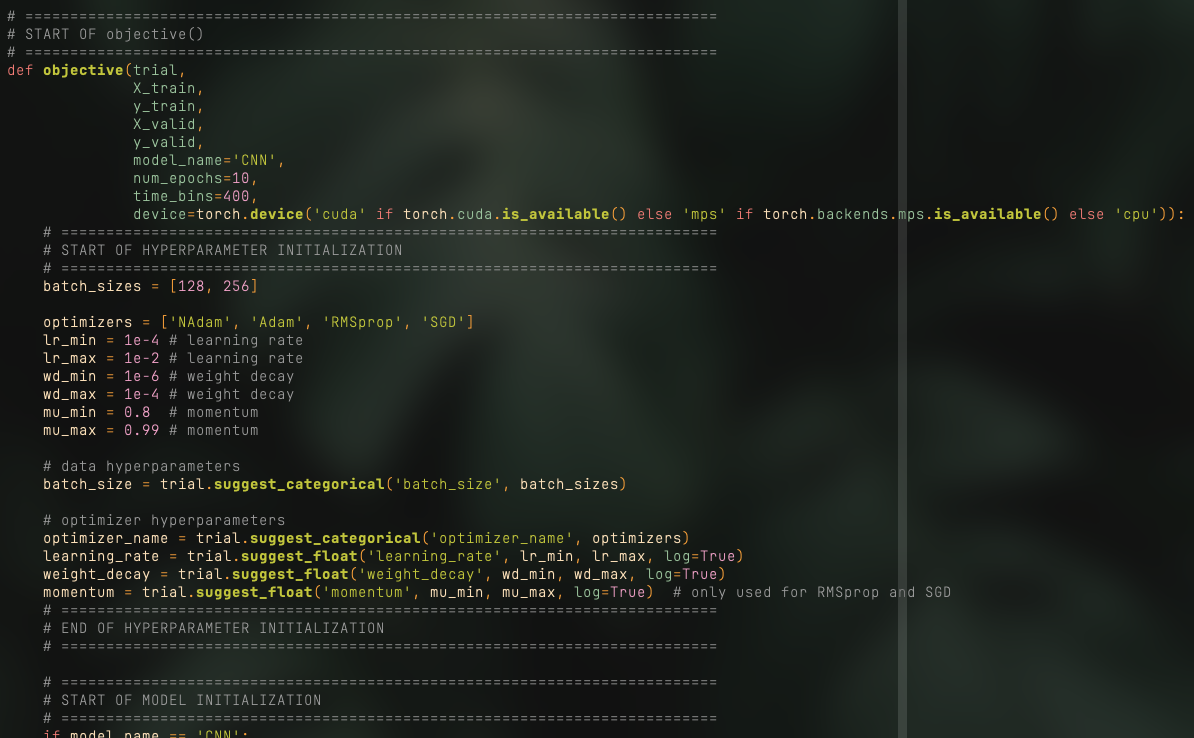 # =========================================================================
# START OF objective()
# =========================================================================
def objective(trial,
              X_train,
              y_train,
              X_valid,
              y_valid,
              model_name='CNN',
              num_epochs=10,
              time_bins=400,
              device=torch.device('cuda' if torch.cuda.is_available() else 'mps' if torch.backends.mps.is_available() else 'cpu')):
    # =========================================================================
    # START OF HYPERPARAMETER INITIALIZATION
    # =========================================================================
    batch_sizes = [128, 256]

    optimizers = ['NAdam', 'Adam', 'RMSprop', 'SGD']
    lr_min = 1e-4 # learning rate
    lr_max = 1e-2 # learning rate
    wd_min = 1e-6 # weight decay
    wd_max = 1e-4 # weight decay
    mu_min = 0.8  # momentum
    mu_max = 0.99 # momentum

    # data hyperparameters
    batch_size = trial.suggest_categorical('batch_size', batch_sizes)

    # optimizer hyperparameters
    optimizer_name = trial.suggest_categorical('optimizer_name', optimizers)
    learning_rate = trial.suggest_float('learning_rate', lr_min, lr_max, log=True)
    weight_decay = trial.suggest_float('weight_decay', wd_min, wd_max, log=True)
    momentum = trial.suggest_float('momentum', mu_min, mu_max, log=True)  # only used for RMSprop and SGD
    # =========================================================================
    # END OF HYPERPARAMETER INITIALIZATION
    # =========================================================================

    # =========================================================================
    # START OF MODEL INITIALIZATION
    # =========================================================================
    if model_name == 'CNN':